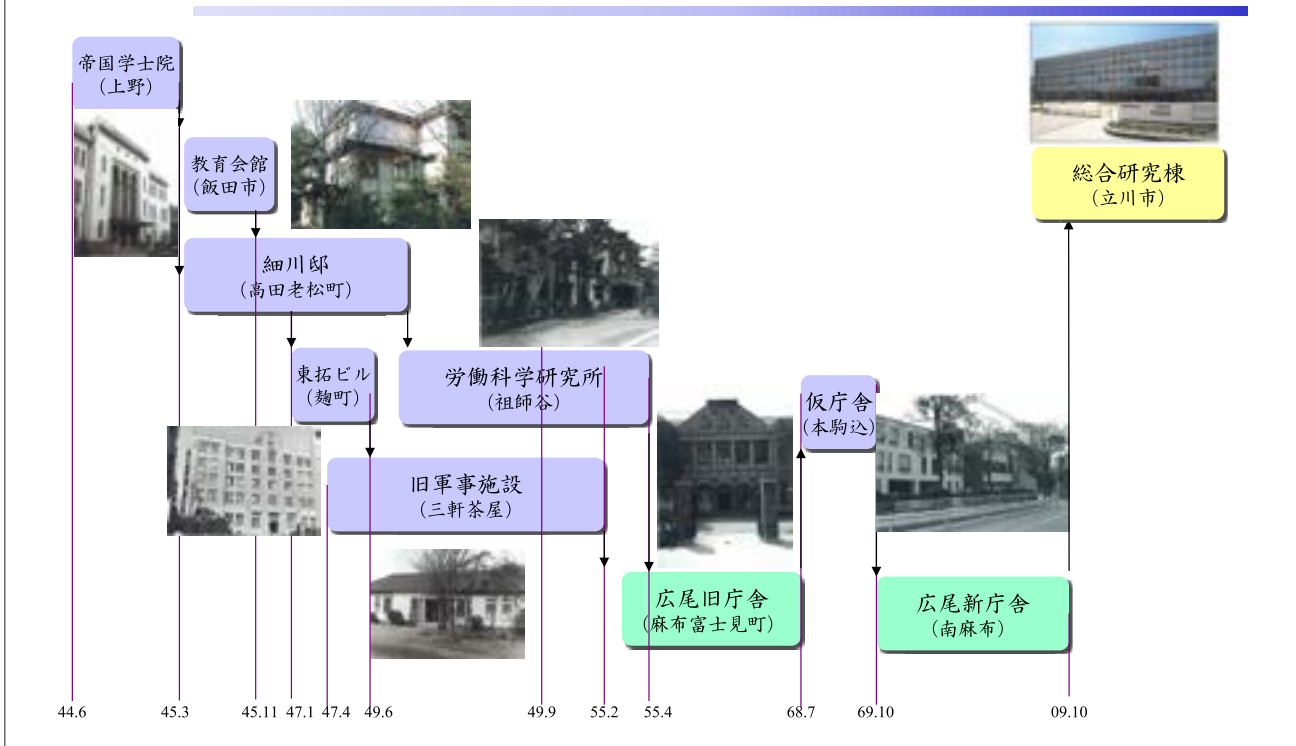 帝国学士院
（上野）
教育会館
（飯田市）
細川邸
（高田老松町）
東拓ビル
（麹町）
労働科学研究所
（祖師谷）
旧軍事施設
（三軒茶屋）
広尾旧庁舎
（麻布富士見町）
仮庁舎
（本駒込）
広尾新庁舎
（南麻布）
総合研究棟
（立川市）
44.6 45.3 45.11 47.1 47.4 49.6 49.9 55.2 55.4 68.7 69.10 09.10